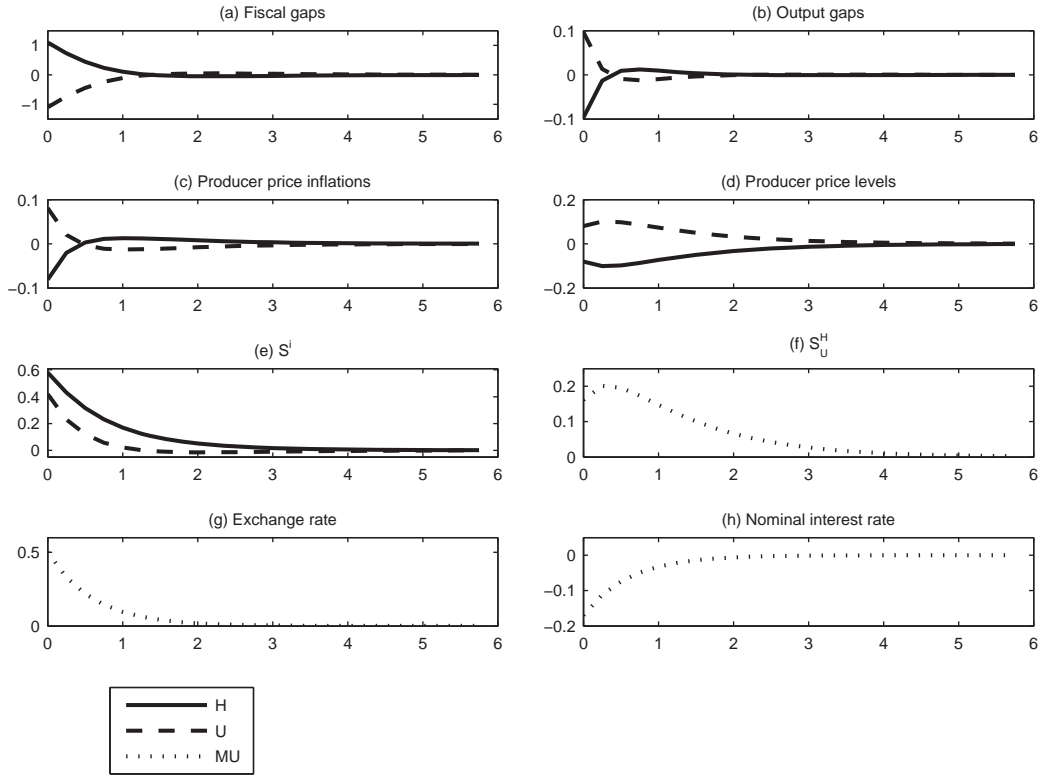 (a) Fiscal gaps
1
0
−1
0 1 2 3 4 5 6
(b) Output gaps
0.1
0
−0.1
0 1 2 3 4 5 6
(c) Producer price inflations
0.1
0
−0.1
0 1 2 3 4 5 6
(d) Producer price levels
0.2
0
−0.2
0 1 2 3 4 5 6
(e) S^i
0.6
0.4
0.2
0
0 1 2 3 4 5 6
(f) S_U^H
0.2
0.1
0
0 1 2 3 4 5 6
(g) Exchange rate
0.5
0
0 1 2 3 4 5 6
(h) Nominal interest rate
0
−0.1
−0.2
0 1 2 3 4 5 6
H
U
MU